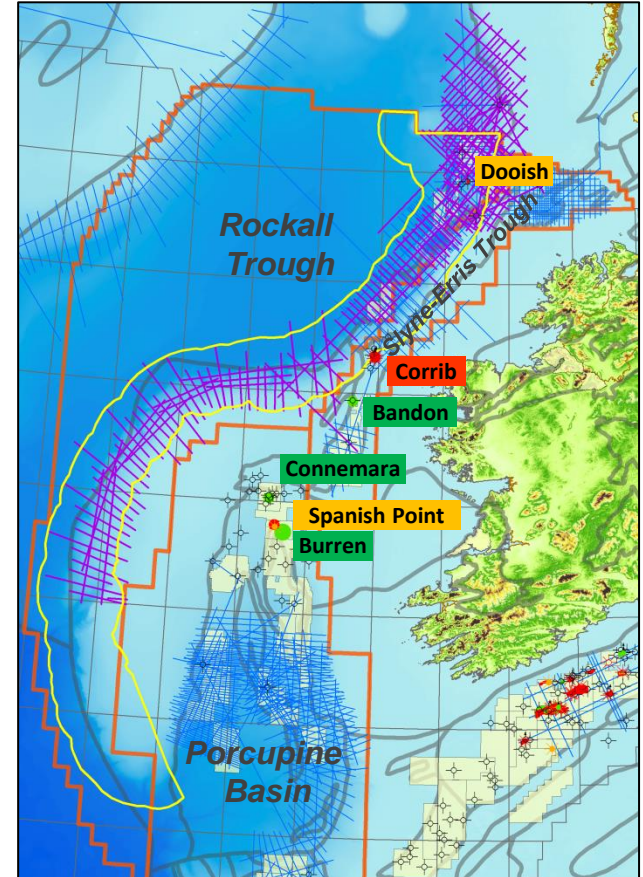 Dooish
Rockall
Trough
Slyne-Erris Trough
Corrib
Bandon
Connemara
Spanish Point
Burren
Porcupine
Basin